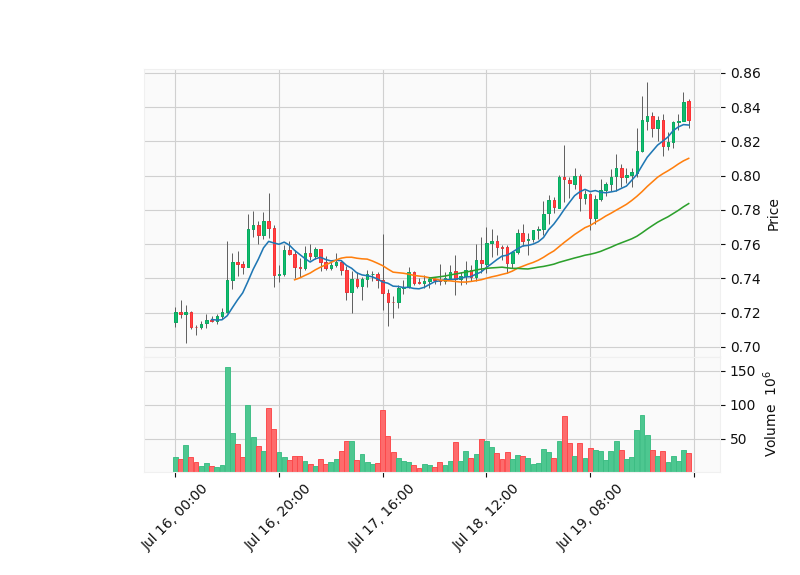 0.86
0.84
0.82
0.80
0.78
0.76
0.74
0.72
0.70
Price
150
100
50
Volume 10⁶
Jul 16, 00:00
Jul 16, 20:00
Jul 17, 16:00
Jul 18, 12:00
Jul 19, 08:00